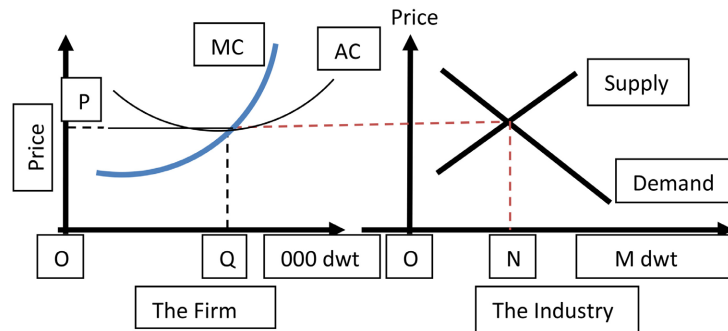 Price
MC
AC
P
Supply
Price
Demand
O
Q
000 dwt
O
N
M dwt
The Firm
The Industry